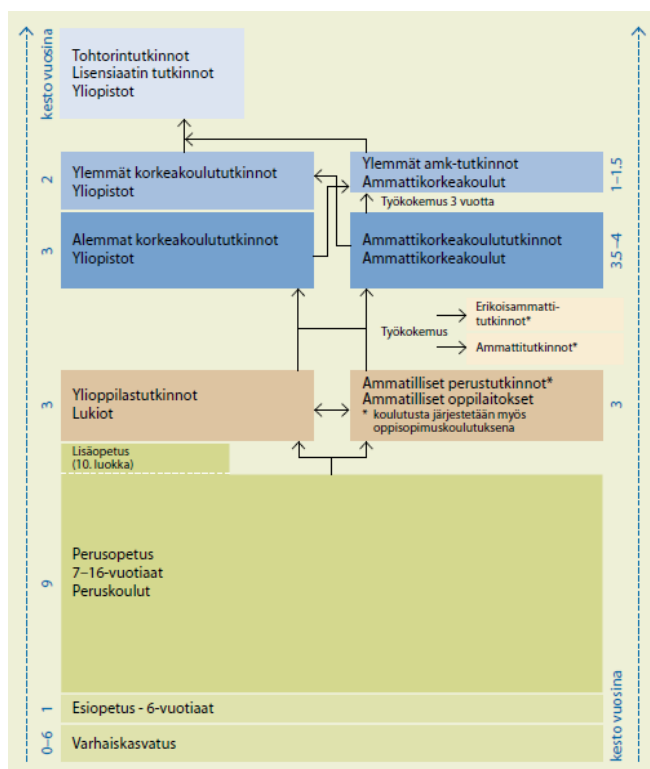 kesto vuosina
Tohtorintutkinnot
Lisensiaatin tutkinnot
Yliopistot
2
Ylemmät korkeakoulututkinnot
Yliopistot
Ylemmät amk-tutkinnot
Ammattikorkeakoulut
1–1.5
Työkokemus 3 vuotta
3
Alemmat korkeakoulututkinnot
Yliopistot
Ammattikorkeakoulututkinnot
Ammattikorkeakoulut
3.5–4
Työkokemus
Erikoisammatti-
tutkinnot*
Ammattitutkinnot*
3
Ylioppilastutkinnot
Lukiot
Ammatilliset perustutkinnot*
Ammatilliset oppilaitokset
* koulutusta järjestetään myös
oppisopimuskoulutuksena
3
Lisäopetus
(10. luokka)
9
Perusopetus
7–16-vuotiaat
Peruskoulut
1
Esiopetus - 6-vuotiaat
0–6
Varhaiskasvatus
kesto vuosina